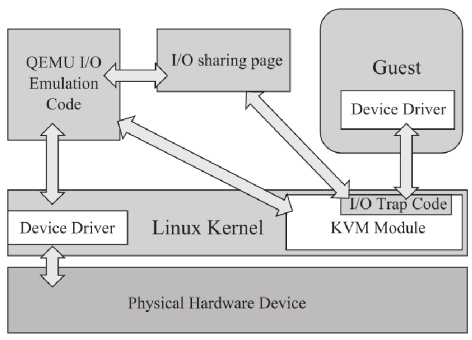 QEMU I/O
Emulation
Code
I/O sharing page
Guest
Device Driver
Device Driver
Linux Kernel
I/O Trap Code
KVM Module
Physical Hardware Device